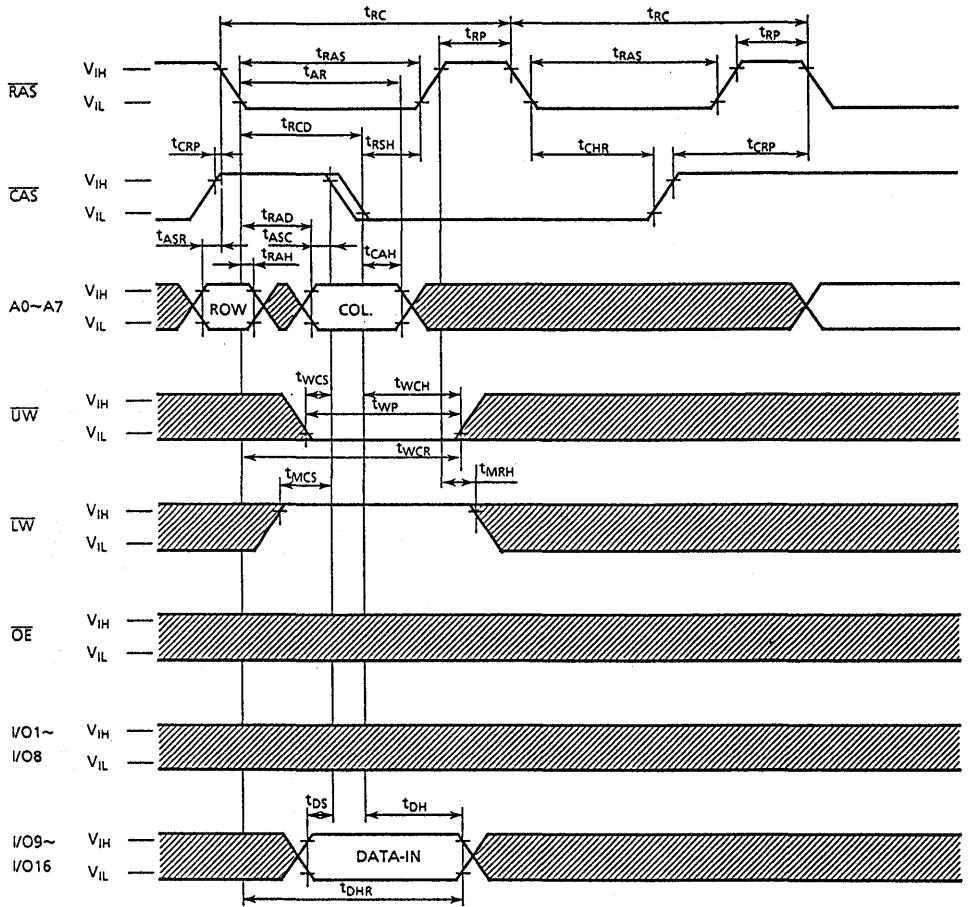 tRC tRC
tRP tRP
tRAS tRAS
tAR
RAS VIH
VIL
tRCD
tRSH
tCRP tCHR tCRP
CAS VIH
VIL
tRAD
tASR tASC
tRAH tCAH
A0~A7 VIH
ROW COL.
VIL
tWCS tWCH
tWP
UW VIH
VIL
tWCR
tMCS tMRH
LW VIH
VIL
OE VIH
VIL
I/O1~ VIH
I/O8 VIL
tDS tDH
I/O9~ VIH
DATA-IN
I/O16 VIL
tDHR